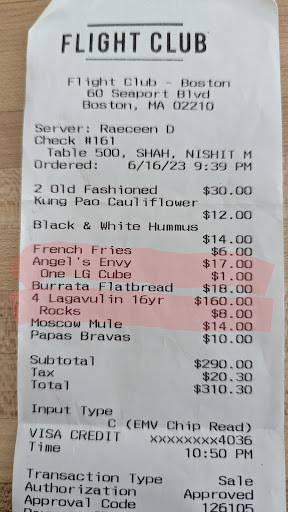 FLIGHT CLUB
Flight Club - Boston
60 Seaport Blvd
Boston, MA 02210
Server: Raeceen D
Check #161
Table 500, SHAH, NISHIT M
Ordered: 6/16/23 9:39 PM
2 Old Fashioned $30.00
Kung Pao Cauliflower
$12.00
Black & White Hummus
$14.00
French Fries $6.00
Angel's Envy $17.00
One LG Cube $1.00
Burrata Flatbread $18.00
4 Lagavulin 16yr $160.00
Rocks $8.00
Moscow Mule $14.00
Papas Bravas $10.00
Subtotal $290.00
Tax $20.30
Total $310.30
Input Type
C (EMV Chip Read)
VISA CREDIT xxxxxxxx4036
Time 10:50 PM
Transaction Type Sale
Authorization Approved
Approval Code 126105